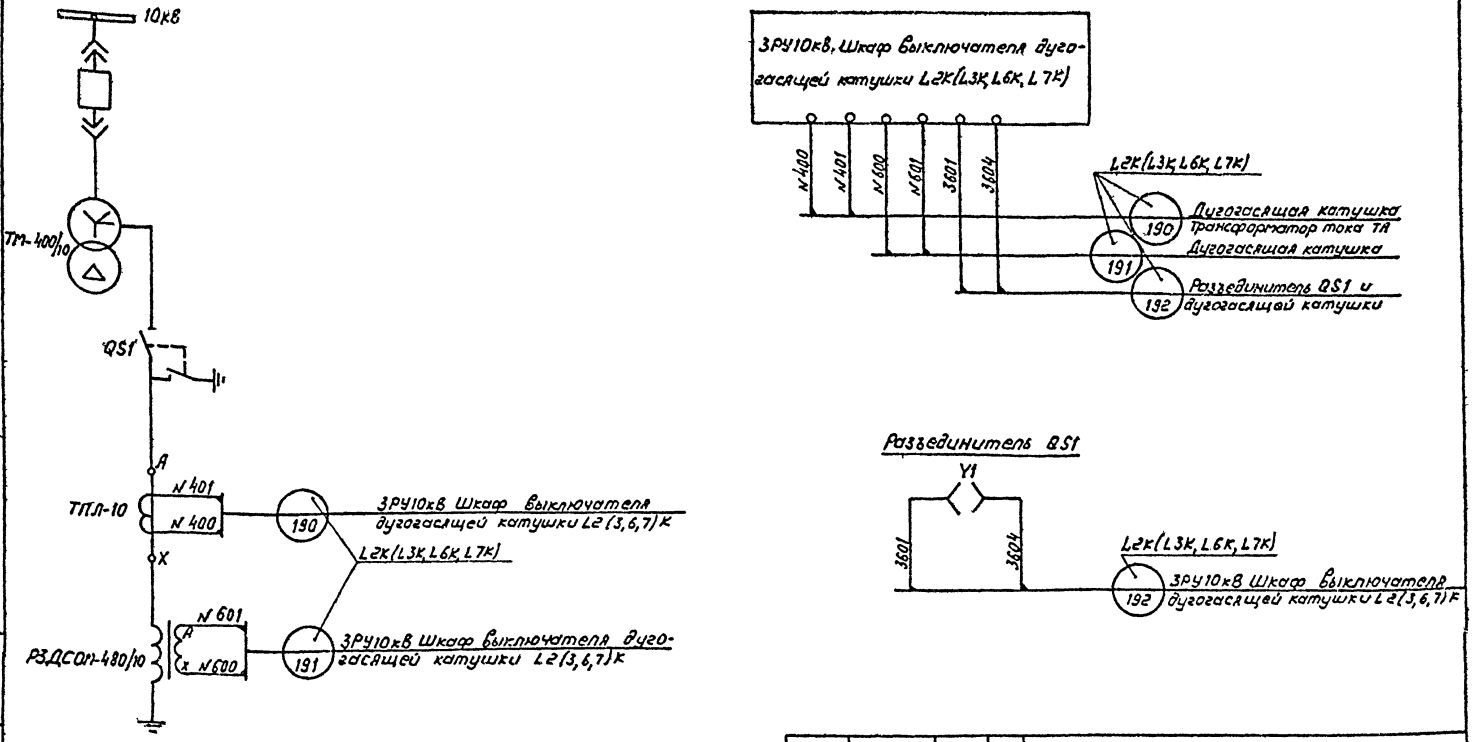 10кв
ТМ-400/10
QS1
А
N401
ТПЛ-10
N400
190
ЗРУ10кВ Шкаф выключателя
дугогасящей катушки L2(3,6,7)К
Х
L2К(L3К, L6К, L7К)
N601
А
РЗДСОМ-480/10
х N600
191
ЗРУ10кВ Шкаф выключателя дуго-
гасящей катушки L2(3,6,7)К
ЗРУ10кВ, Шкаф выключателя дуго-
гасящей катушки L2К(L3К, L6К, L7К)
N400
N401
N600
N601
3601
3604
L2К(L3К, L6К, L7К)
190
Дугогасящая катушка
Трансформатор тока ТА
191
Дугогасящая катушка
192
Разъединитель QS1 и
дугогасящей катушки
Разъединитель QS1
Y1
3601
3604
L2К(L3К, L6К, L7К)
192
ЗРУ10кВ Шкаф выключателя
дугогасящей катушки L2(3,6,7)К